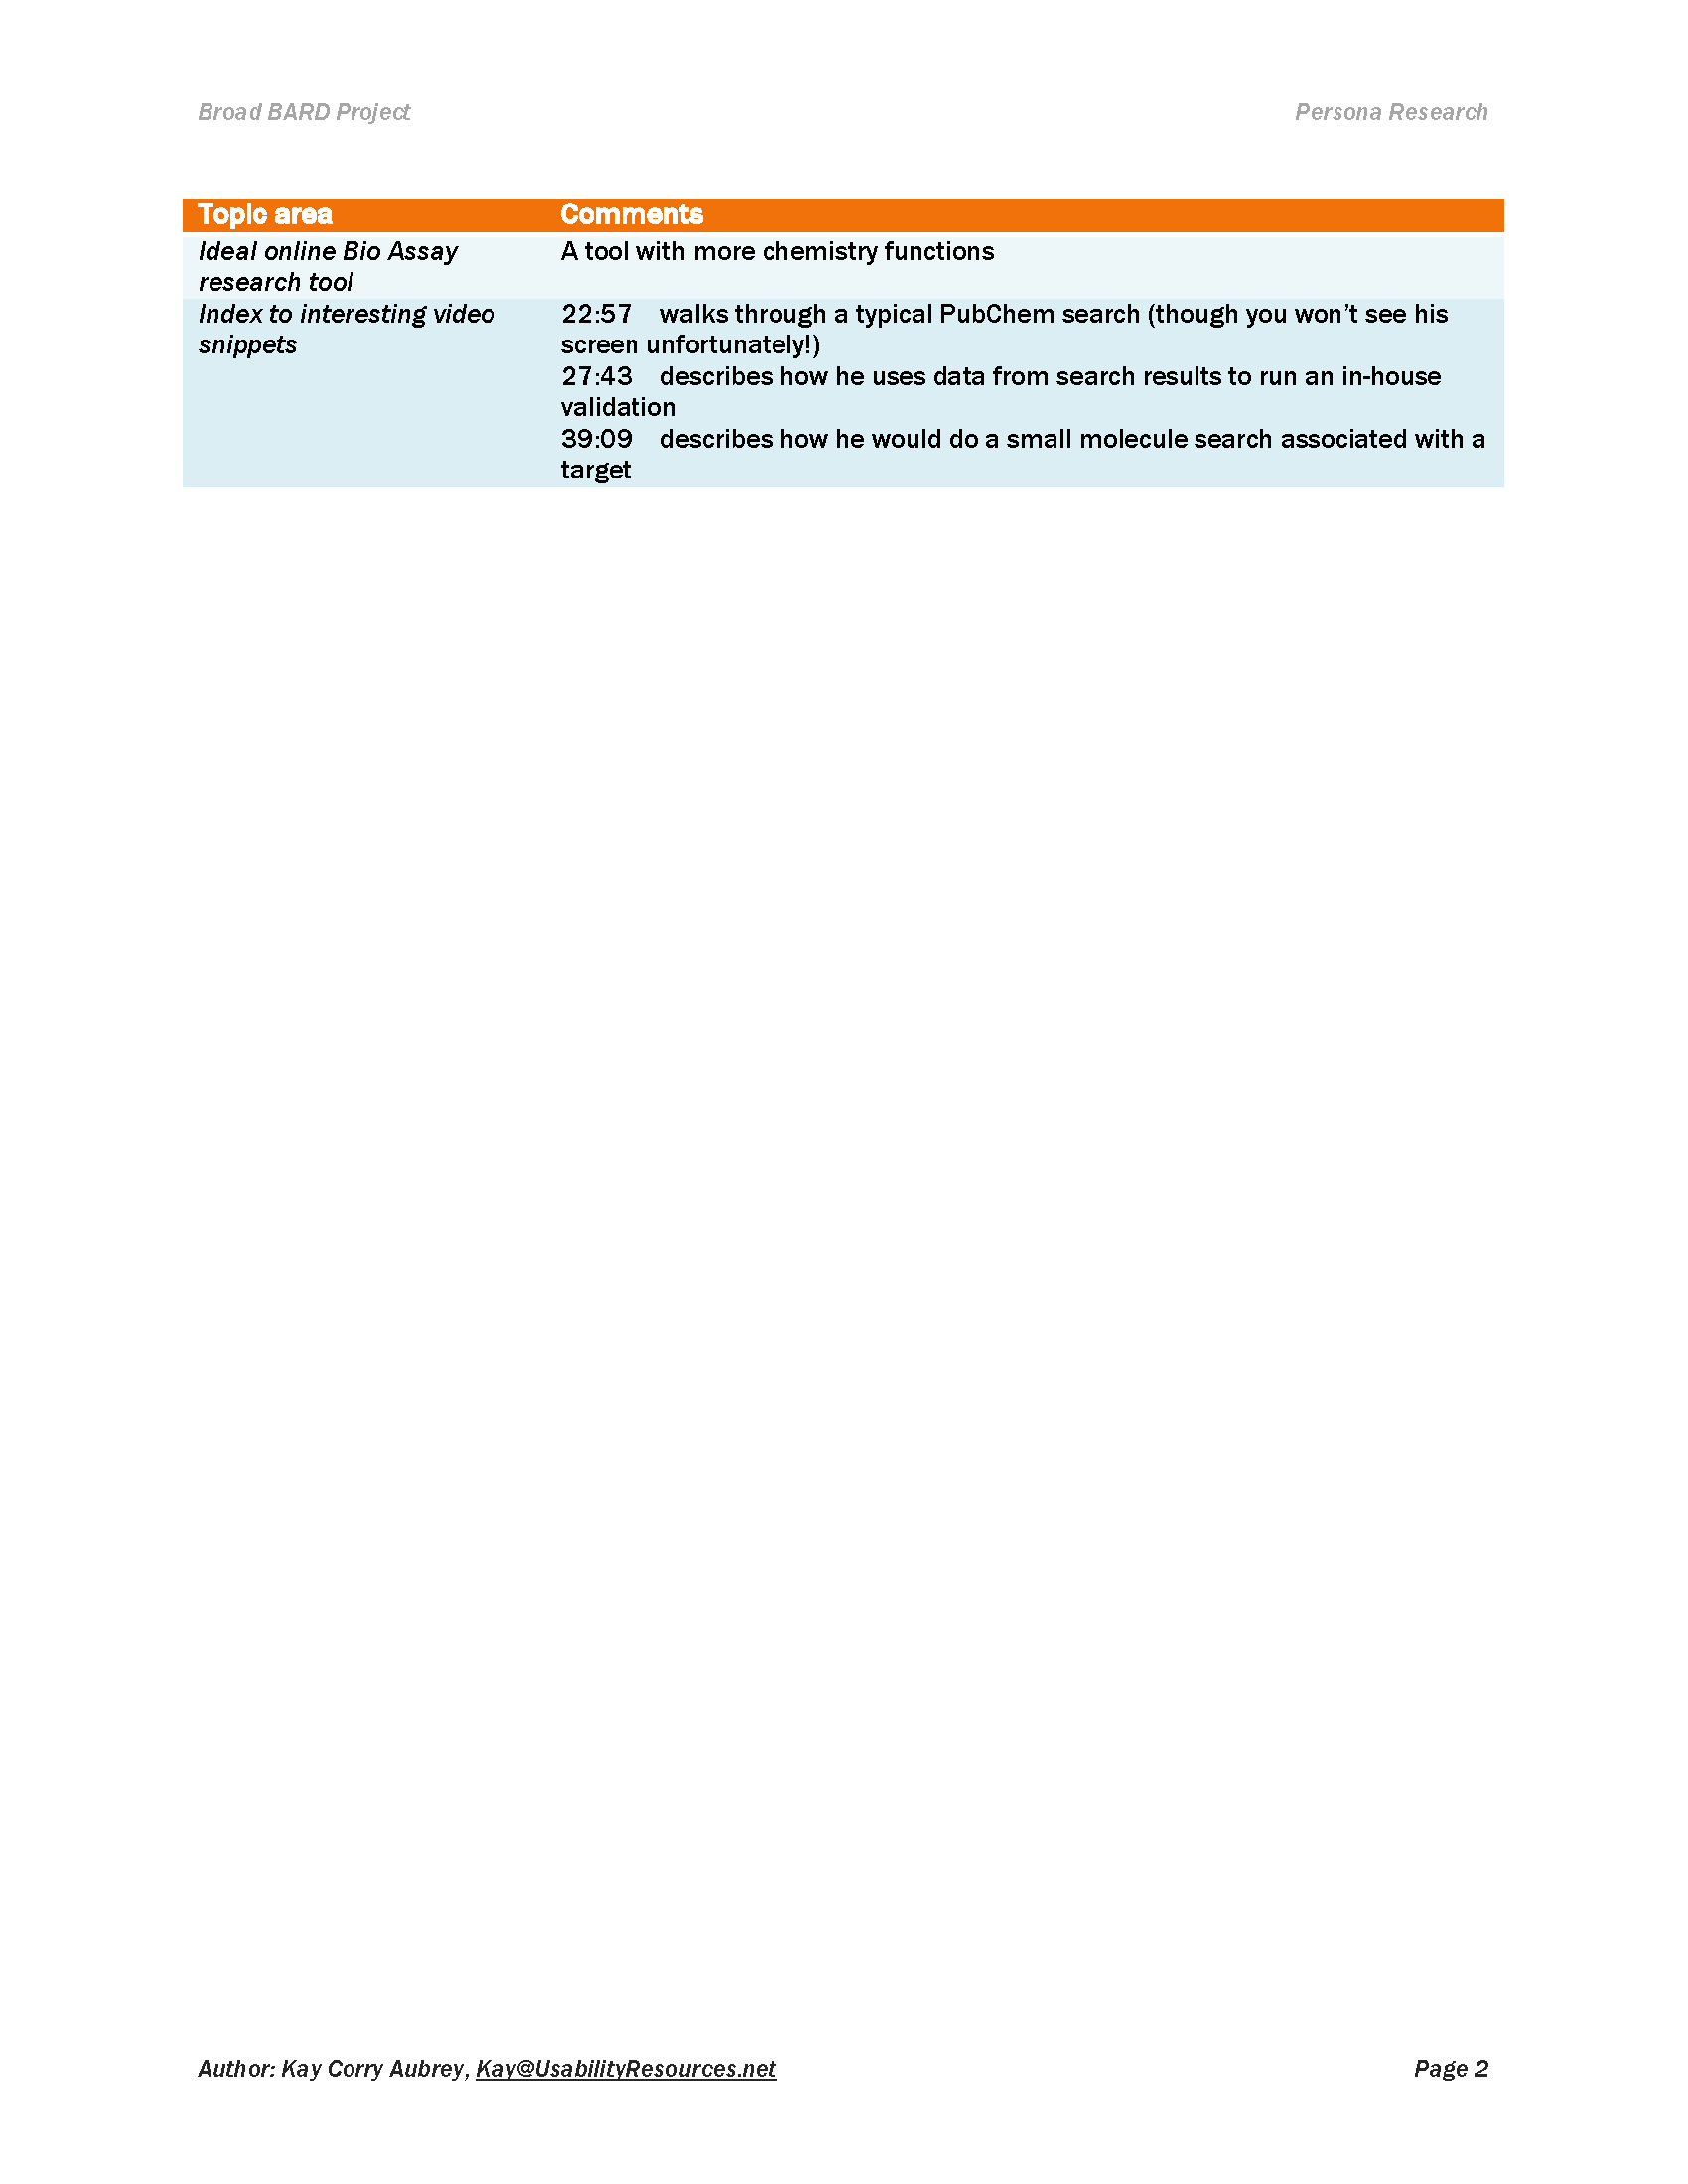 Broad BARD Project Persona Research
Topic area Comments
Ideal online Bio Assay A tool with more chemistry functions
research tool
Index to interesting video 22:57 walks through a typical PubChem search (though you won't see his
snippets screen unfortunately!)
27:43 describes how he uses data from search results to run an in-house
validation
39:09 describes how he would do a small molecule search associated with a
target
Author: Kay Corry Aubrey, Kay@UsabilityResources.net Page 2